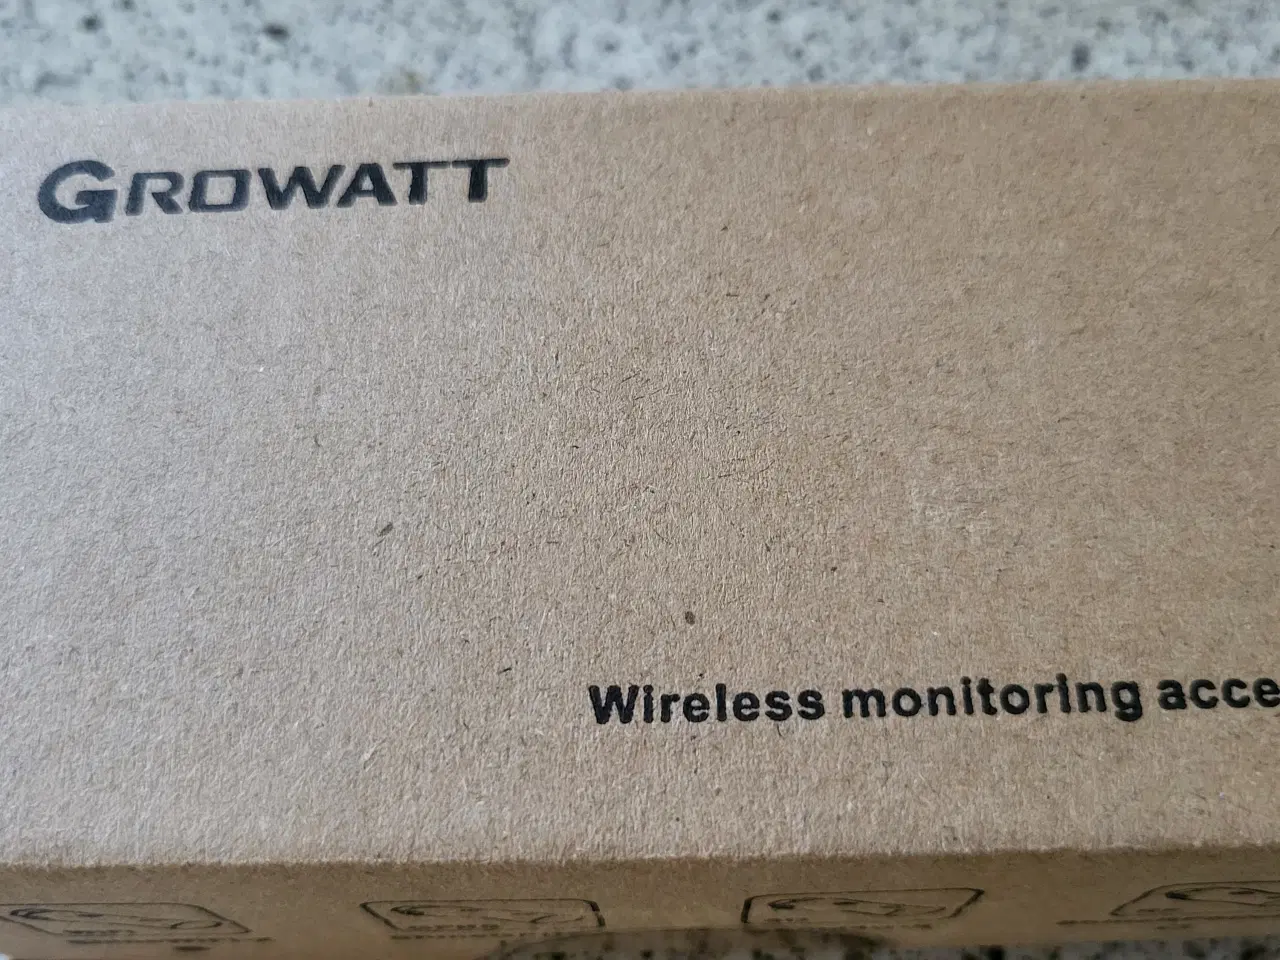 GROWATT
Wireless monitoring acce